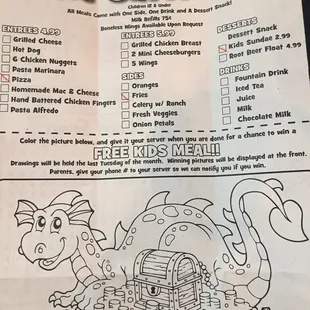 Children 12 & Under
All Meals Come with One Side, One Drink & A Dessert Snack!
Milk Refills 75¢
Boneless Wings Available Upon Request
ENTREES 4.99
Grilled Cheese
Hot Dog
6 Chicken Nuggets
Pasta Marinara
Pizza
Homemade Mac & Cheese
Hand Battered Chicken Fingers
Pasta Alfredo
ENTREES 5.99
Grilled Chicken Breast
2 Mini Cheeseburgers
5 Wings
SIDES
Oranges
Fries
Celery w/ Ranch
Fresh Veggies
Onion Petals
DESSERTS
Dessert Snack
Kids Sundae 2.99
Root Beer Float 4.99
DRINKS
Fountain Drink
Iced Tea
Juice
Milk
Chocolate Milk
Color the picture below, and give it your server when you are done for a chance to win a
FREE KIDS MEAL!!
Drawings will be held the last Tuesday of the month. Winning pictures will be displayed at the front.
Parents, give your phone # to your server so we can notify you if you win.